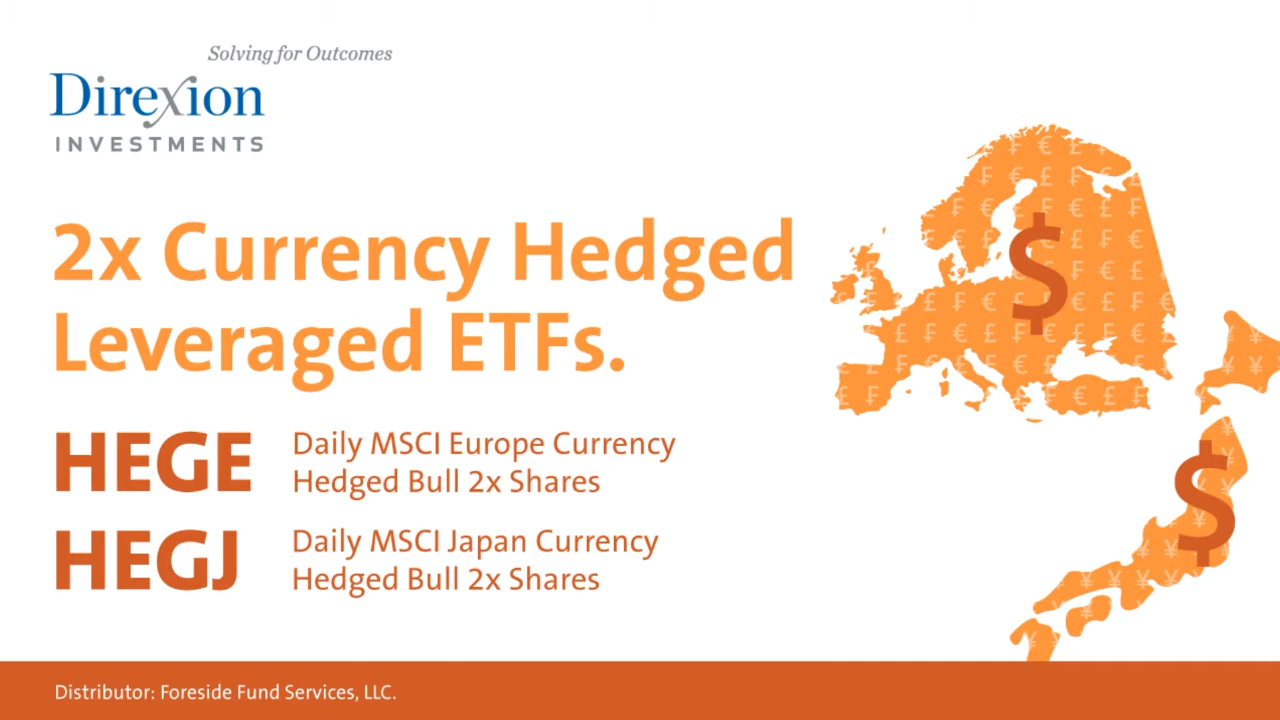 Solving for Outcomes
Direxion
INVESTMENTS
2x Currency Hedged
Leveraged ETFs.
HEGE
Daily MSCI Europe Currency
Hedged Bull 2x Shares
HEGJ
Daily MSCI Japan Currency
Hedged Bull 2x Shares
$
$
Distributor: Foreside Fund Services, LLC.